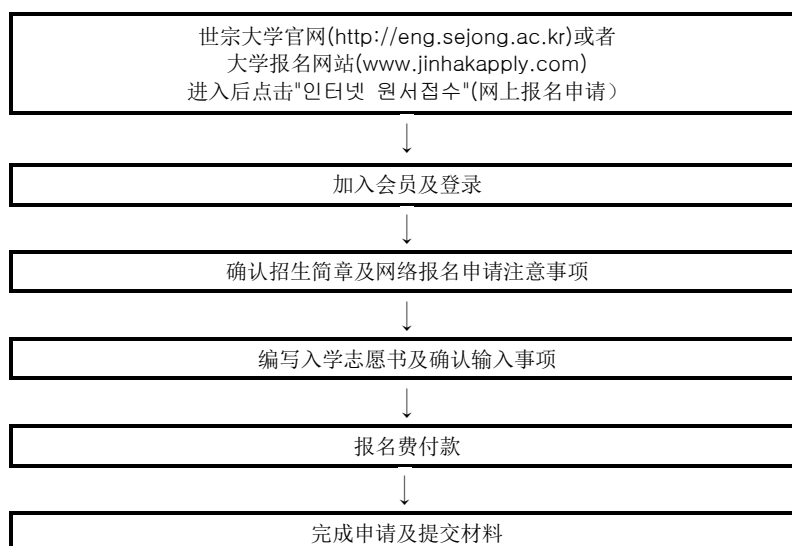 世宗大学官网(http://eng.sejong.ac.kr)或者
大学报名网站(www.jinhakapply.com)
进入后点击"인터넷 원서접수"(网上报名申请）
↓
加入会员及登录
↓
确认招生简章及网络报名申请注意事项
↓
编写入学志愿书及确认输入事项
↓
报名费付款
↓
完成申请及提交材料